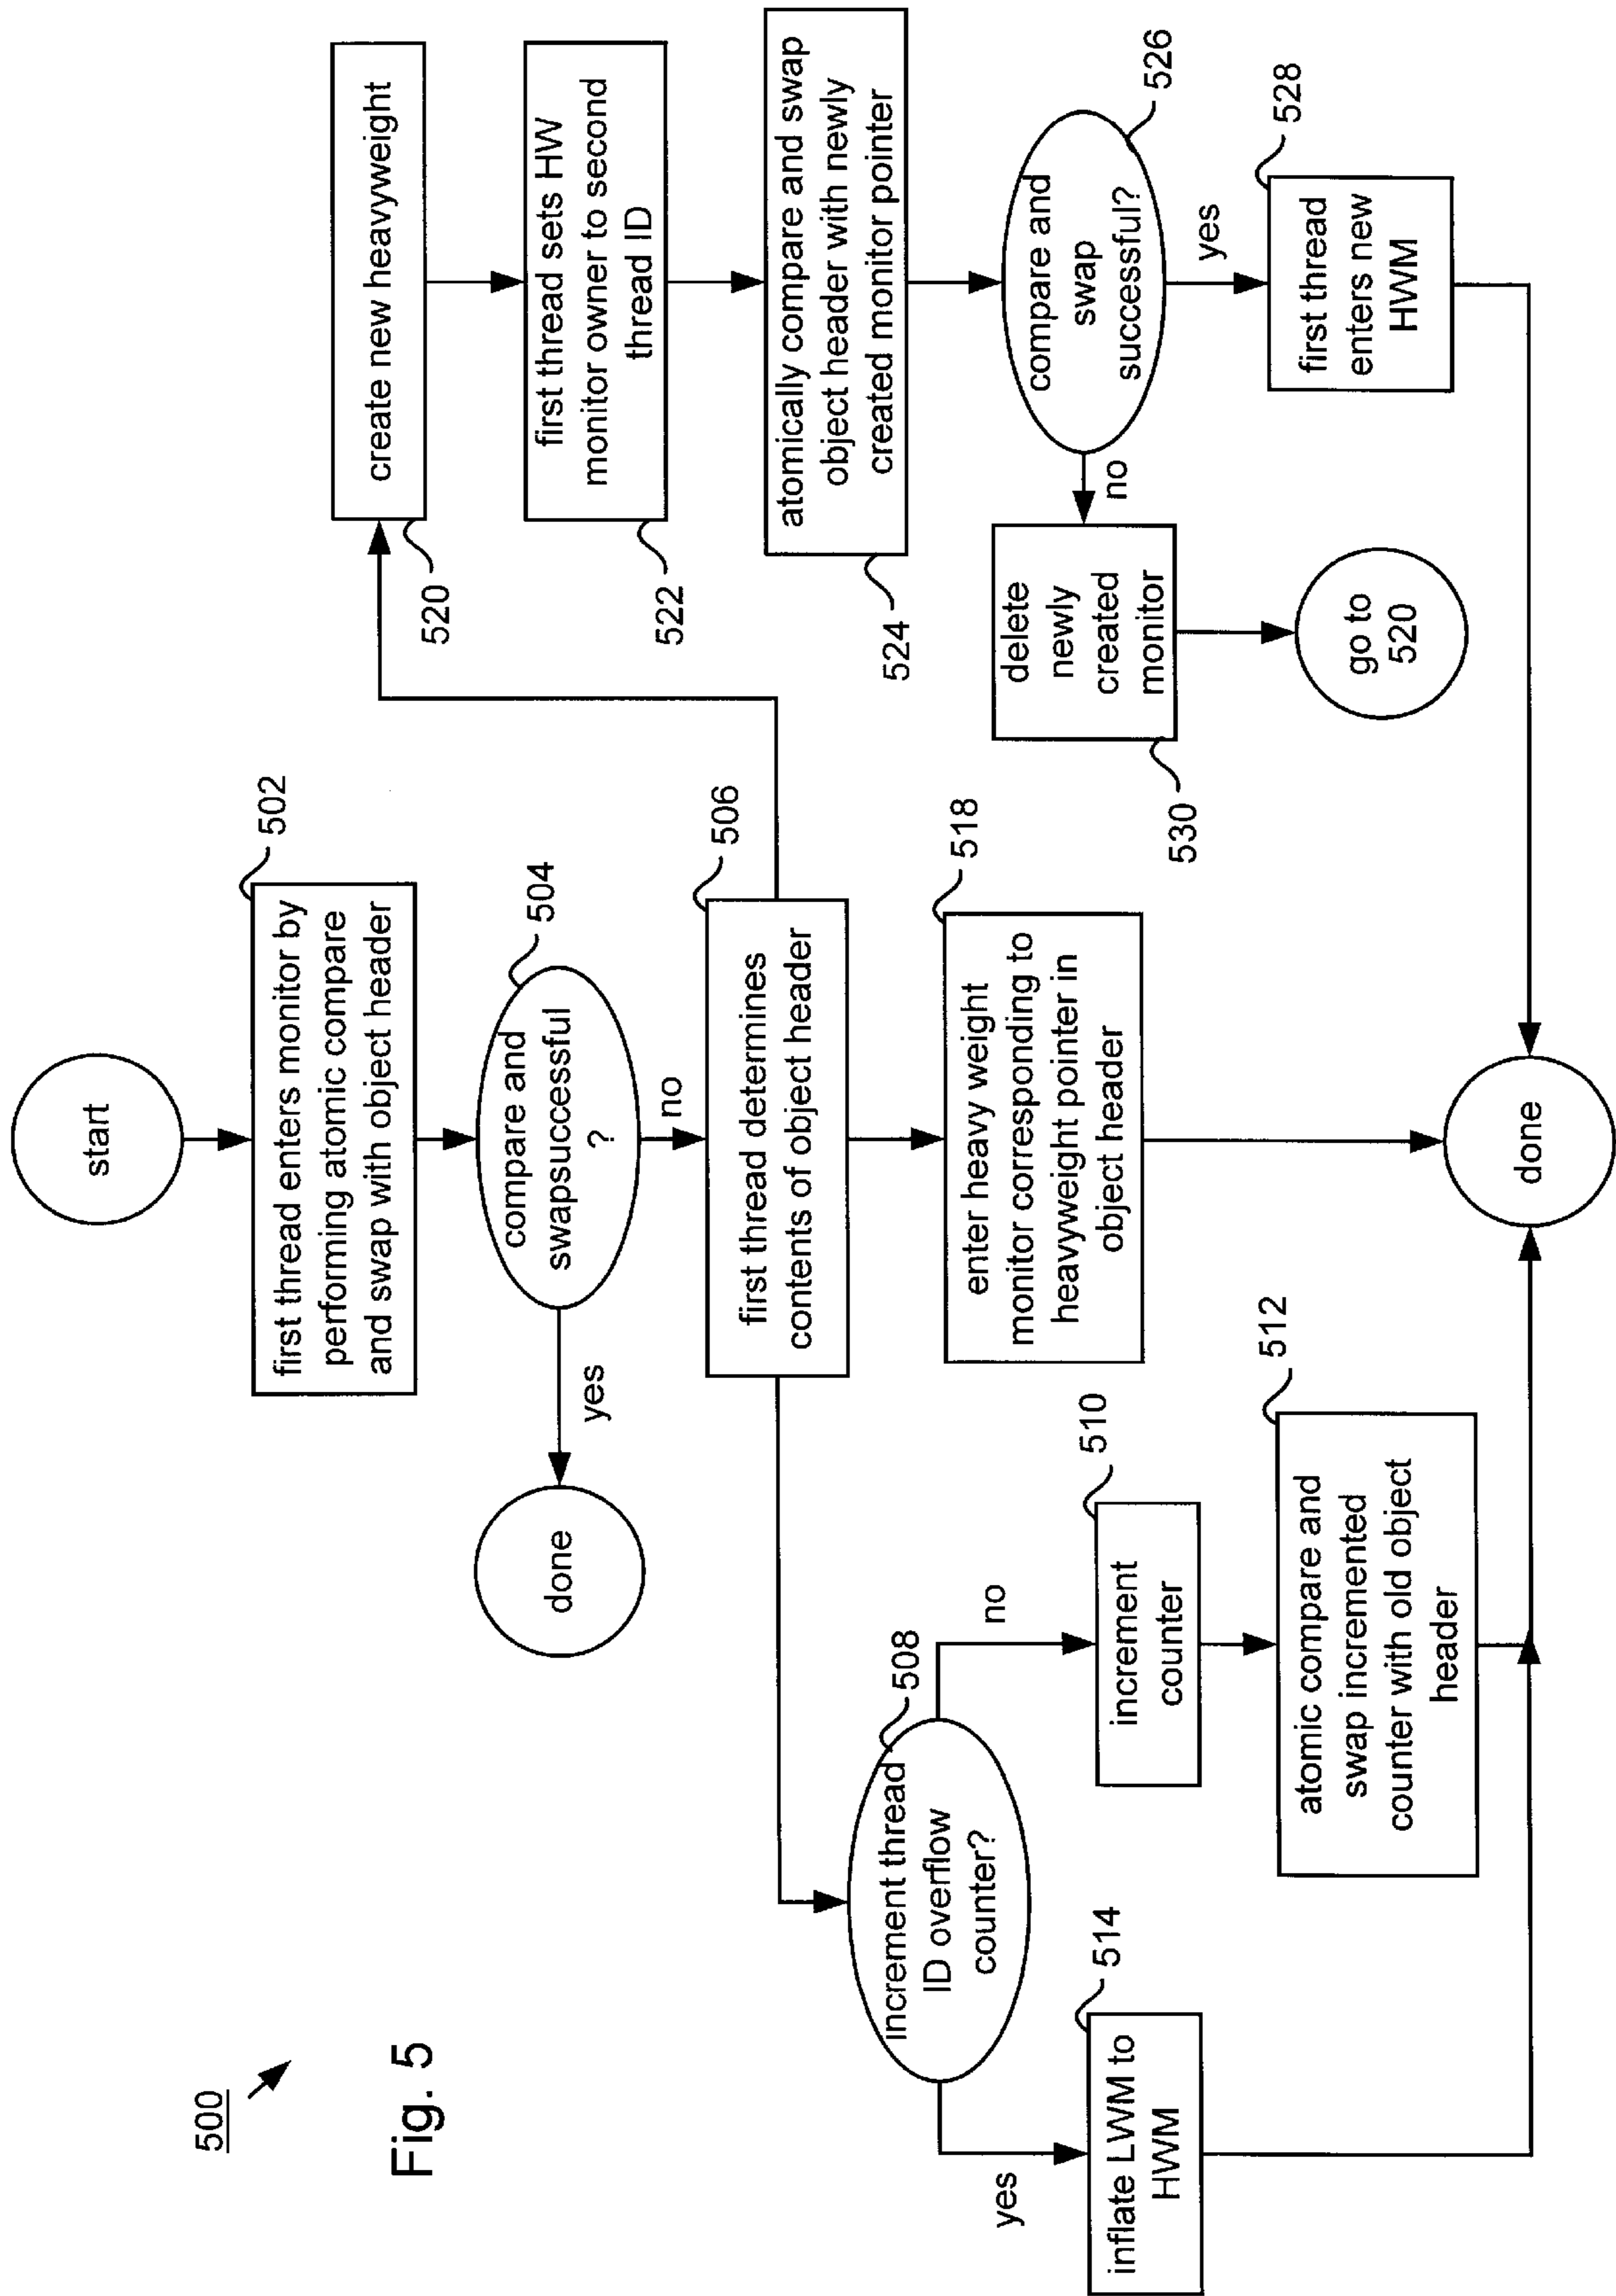 500
Fig. 5
start
502
first thread enters monitor by
performing atomic compare
and swap with object header
504
compare and
swapsuccessful
?
yes
done
no
506
first thread determines
contents of object header
508
increment thread
ID overflow
counter?
yes
514
inflate LWM to
HWM
no
510
increment
counter
512
atomic compare and
swap incremented
counter with old object
header
518
enter heavy weight
monitor corresponding to
heavyweight pointer in
object header
done
520
create new heavyweight
522
first thread sets HW
monitor owner to second
thread ID
524
atomically compare and swap
object header with newly
created monitor pointer
526
compare and
swap
successful?
no
530
delete
newly
created
monitor
go to
520
yes
528
first thread
enters new
HWM